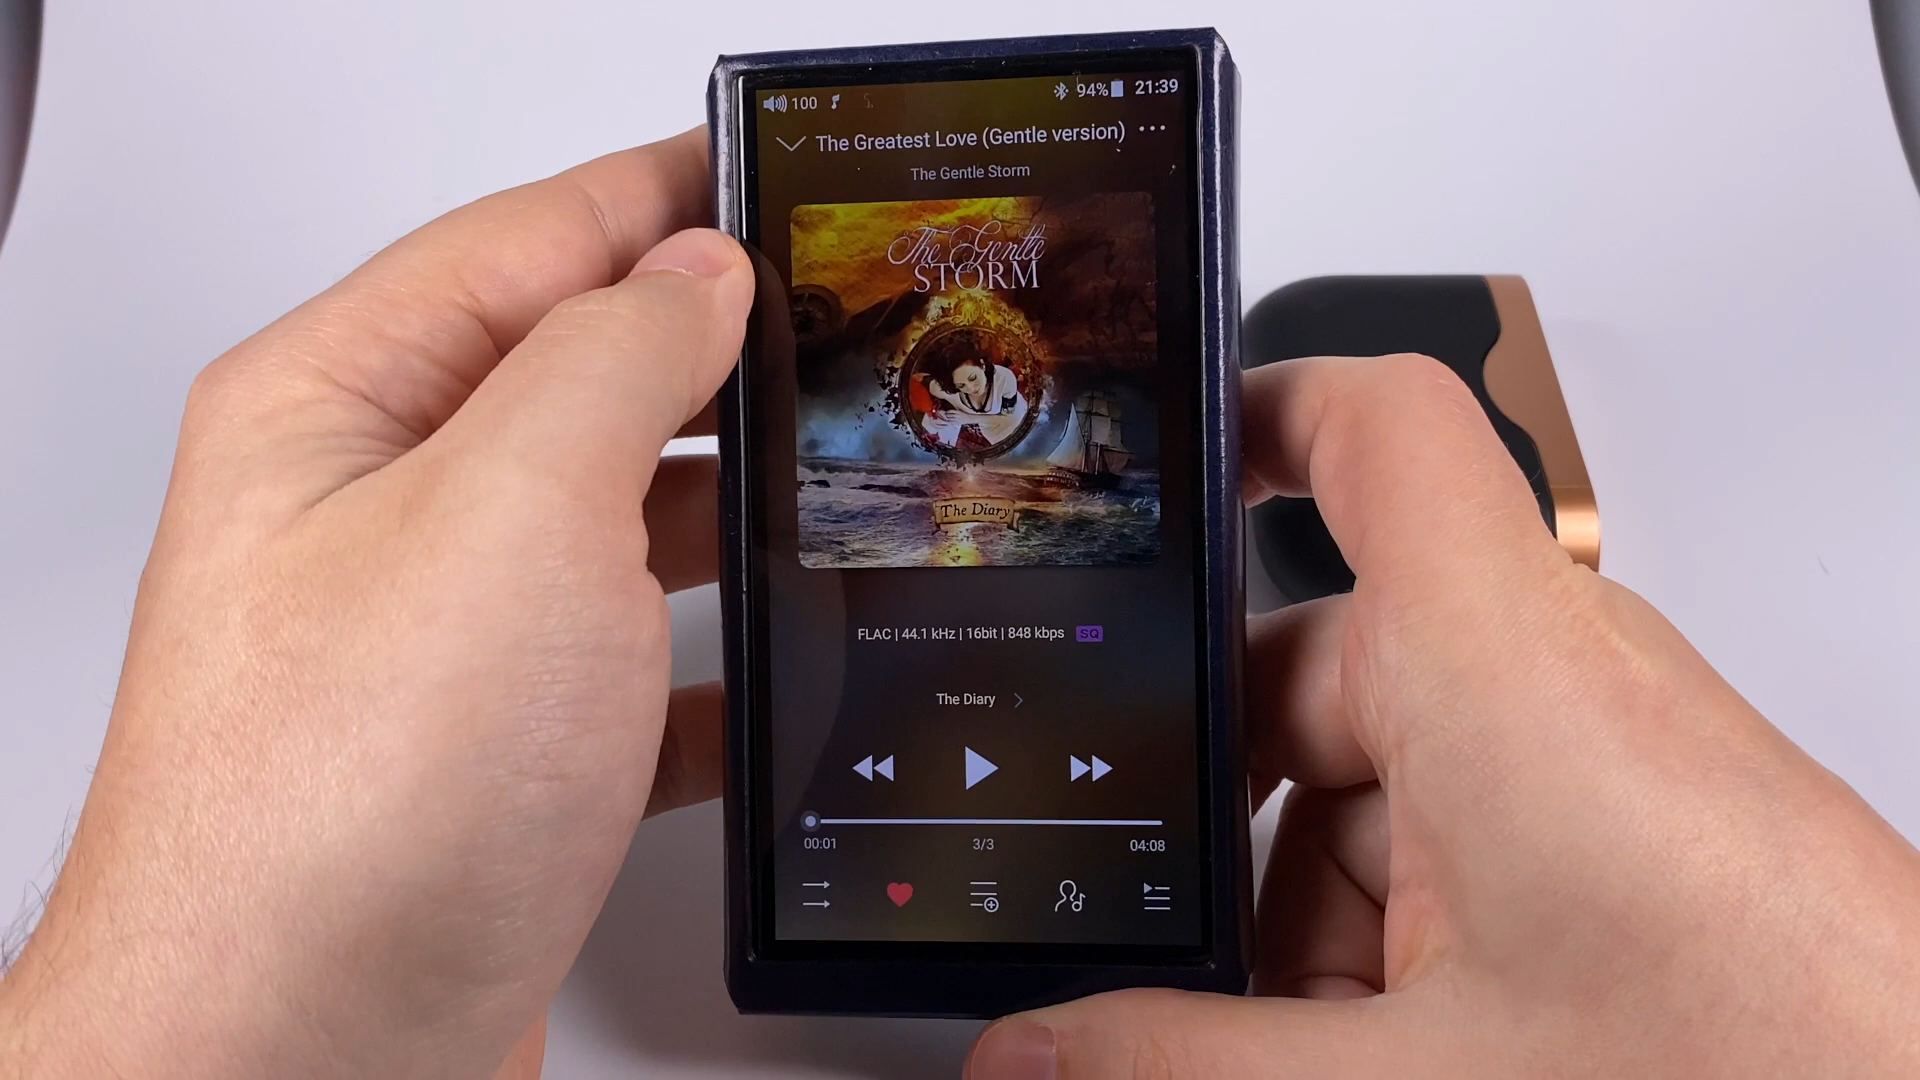 100
94% 21:39
The Greatest Love (Gentle version)
The Gentle Storm
The Gentle
STORM
The Diary
FLAC | 44.1 kHz | 16bit | 848 kbps SQ
The Diary
00:01 3/3 04:08